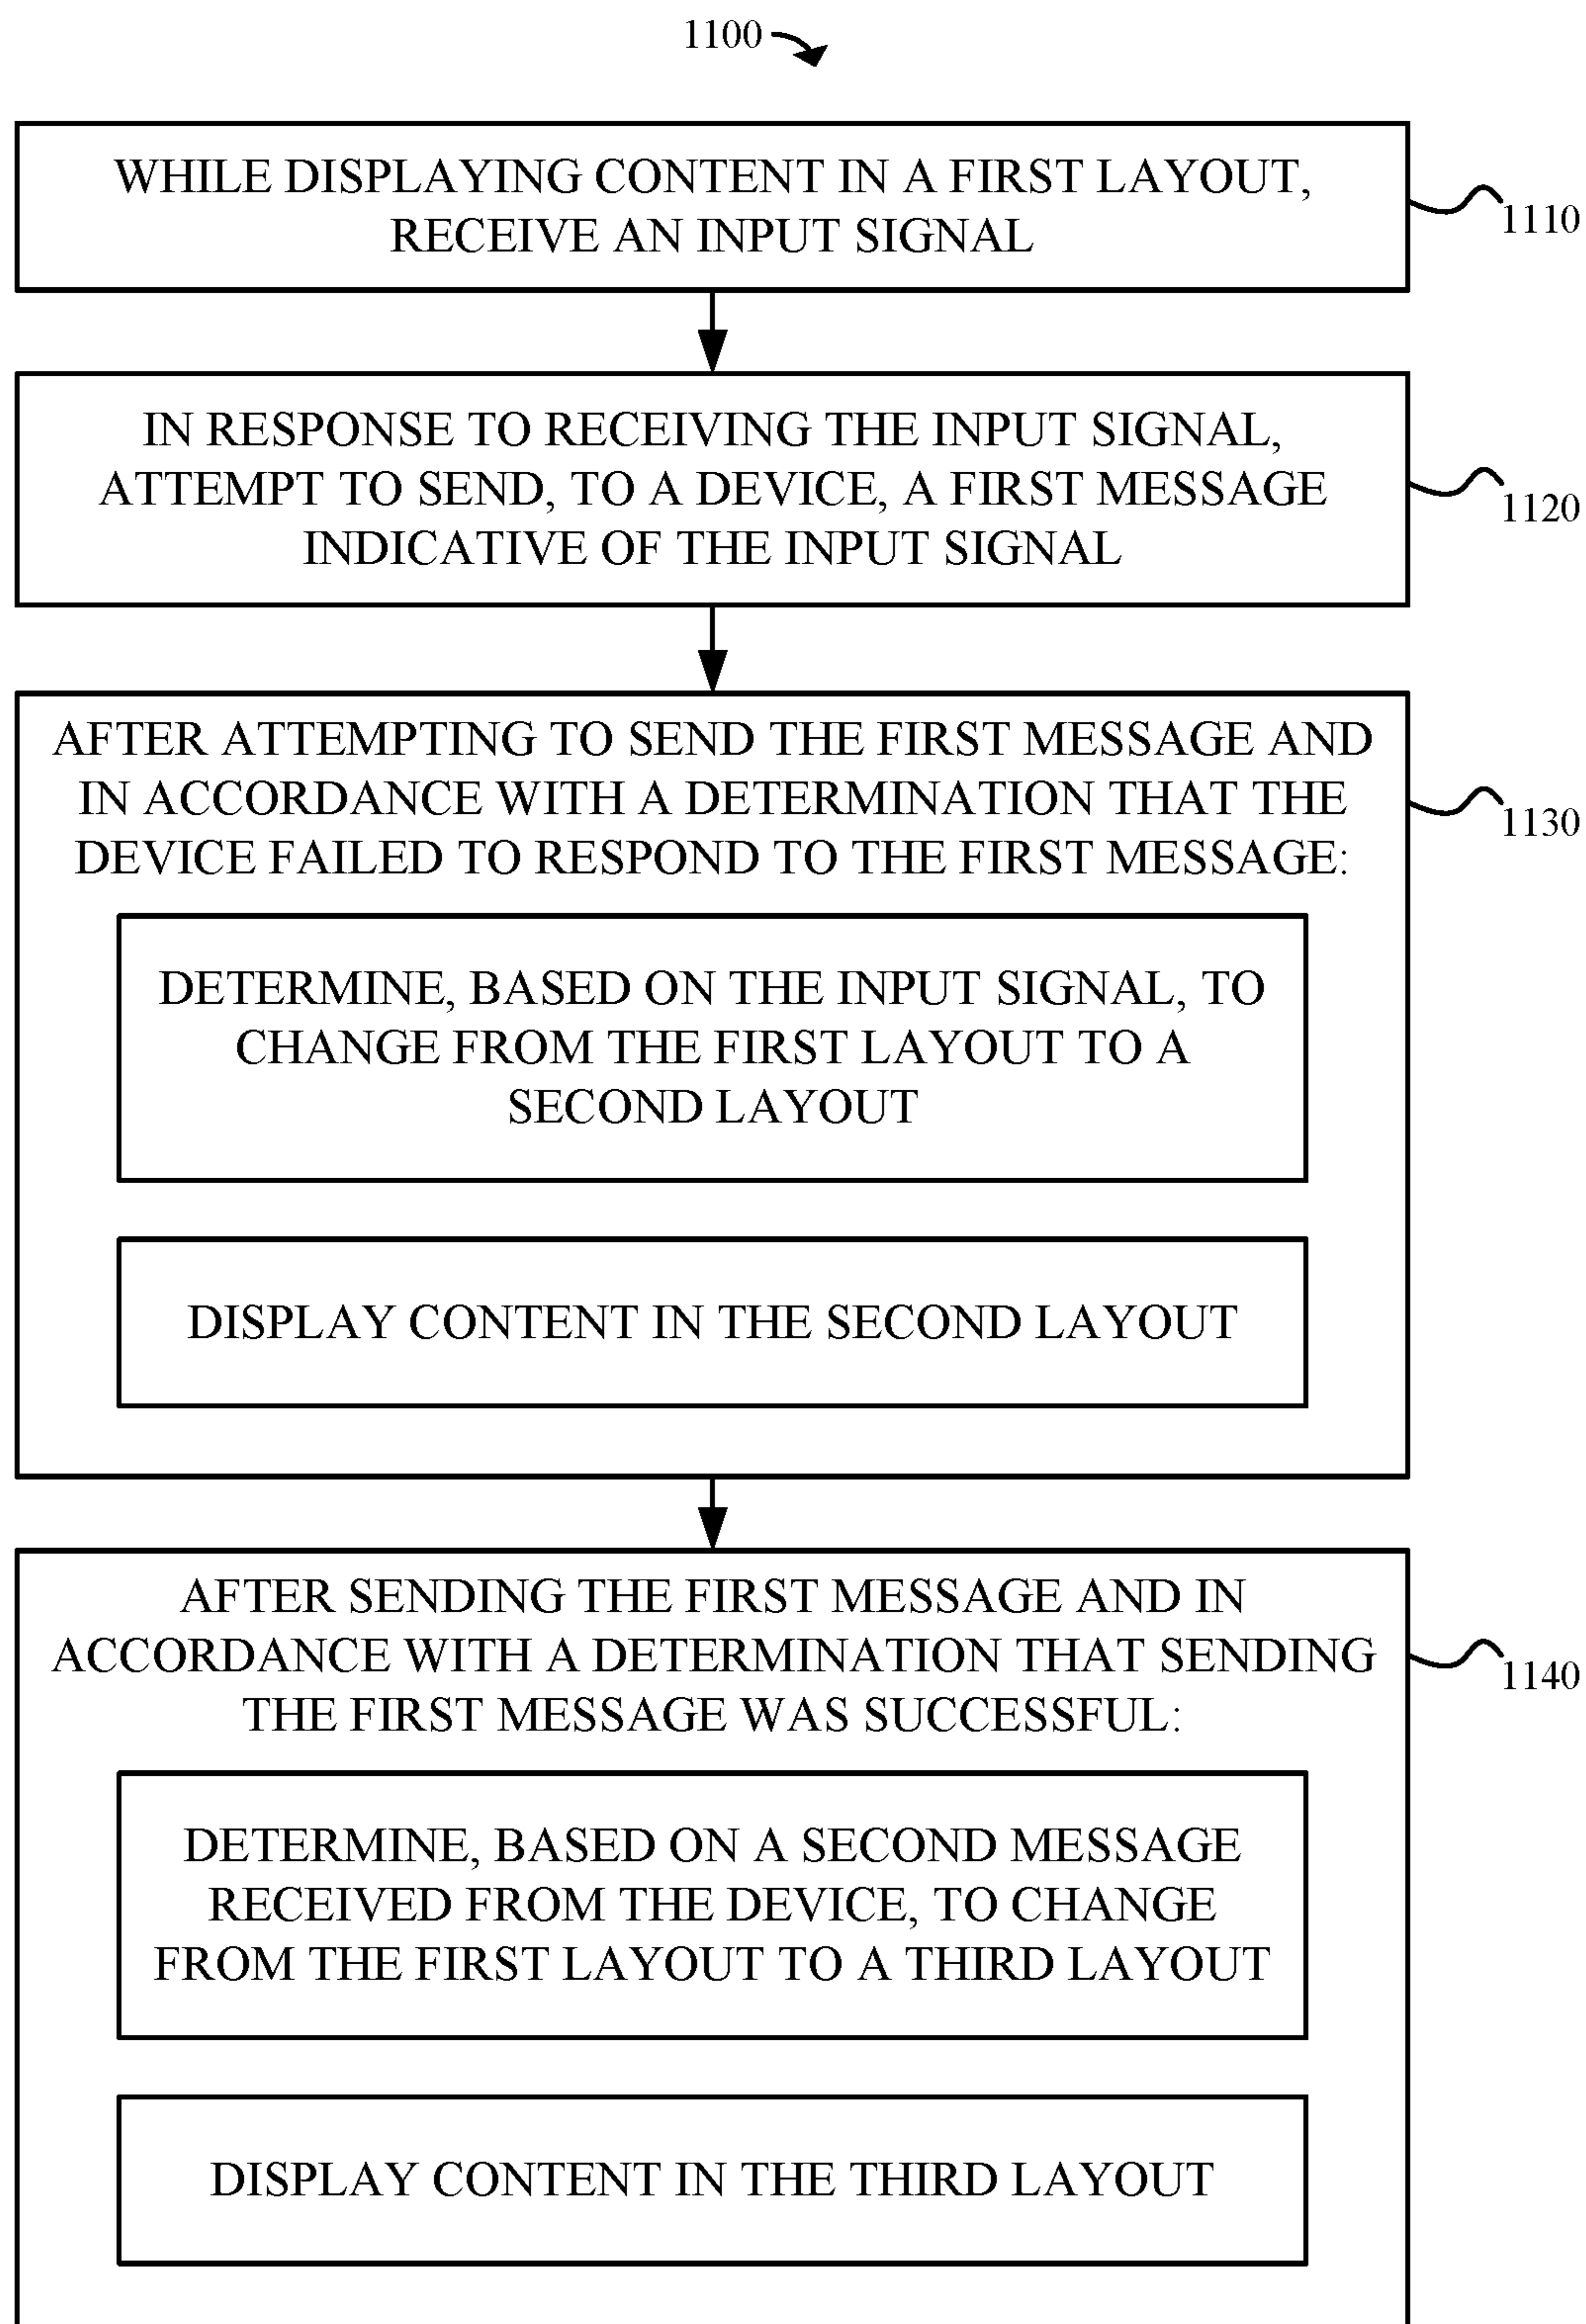 1100
WHILE DISPLAYING CONTENT IN A FIRST LAYOUT,
RECEIVE AN INPUT SIGNAL
1110
IN RESPONSE TO RECEIVING THE INPUT SIGNAL,
ATTEMPT TO SEND, TO A DEVICE, A FIRST MESSAGE
INDICATIVE OF THE INPUT SIGNAL
1120
AFTER ATTEMPTING TO SEND THE FIRST MESSAGE AND
IN ACCORDANCE WITH A DETERMINATION THAT THE
DEVICE FAILED TO RESPOND TO THE FIRST MESSAGE:
1130
DETERMINE, BASED ON THE INPUT SIGNAL, TO
CHANGE FROM THE FIRST LAYOUT TO A
SECOND LAYOUT
DISPLAY CONTENT IN THE SECOND LAYOUT
AFTER SENDING THE FIRST MESSAGE AND IN
ACCORDANCE WITH A DETERMINATION THAT SENDING
THE FIRST MESSAGE WAS SUCCESSFUL:
1140
DETERMINE, BASED ON A SECOND MESSAGE
RECEIVED FROM THE DEVICE, TO CHANGE
FROM THE FIRST LAYOUT TO A THIRD LAYOUT
DISPLAY CONTENT IN THE THIRD LAYOUT